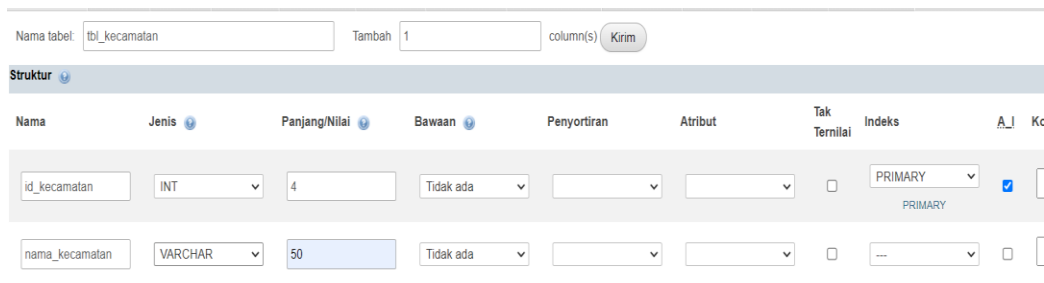 Nama tabel: tbl_kecamatan Tambah 1 column(s) Kirim
Struktur
Nama Jenis Panjang/Nilai Bawaan Penyortiran Atribut Tak Ternilai Indeks A_I
id_kecamatan INT 4 Tidak ada PRIMARY
PRIMARY
nama_kecamatan VARCHAR 50 Tidak ada ---